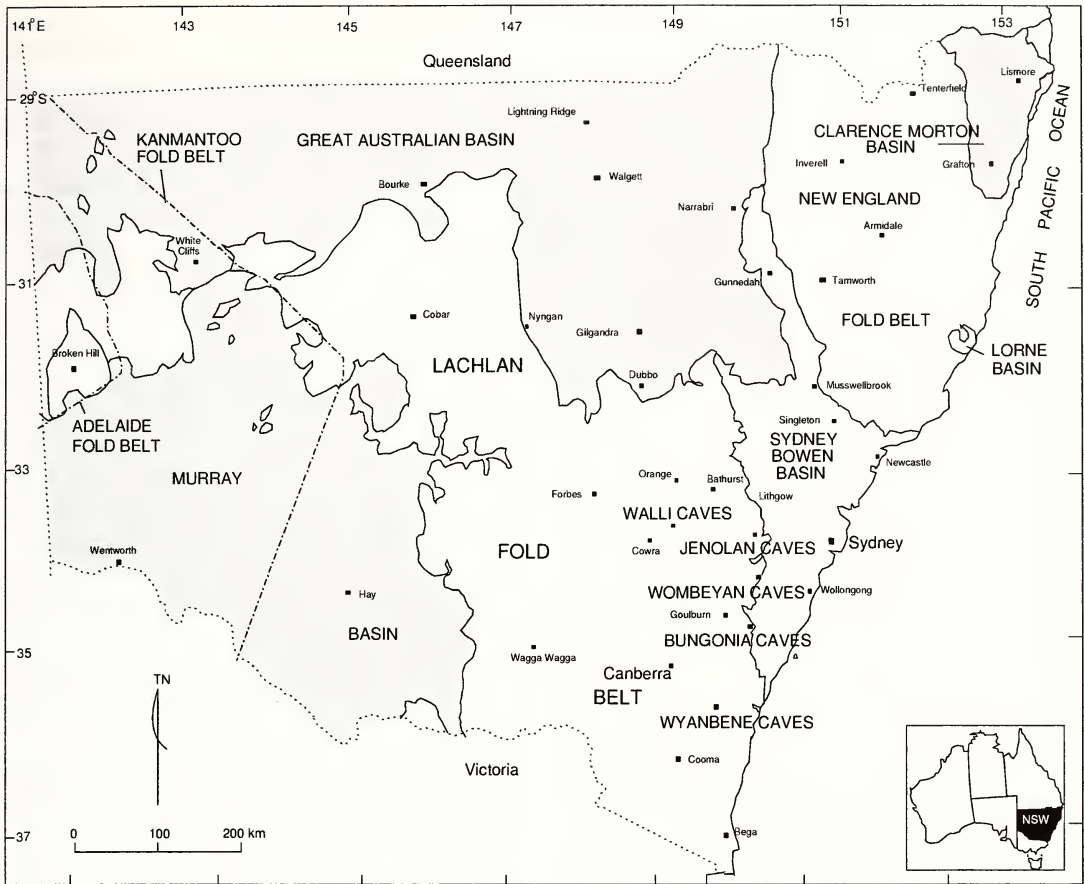 141°E
143
145
147
149
151
153
Queensland
29°S
Lismore
Tenterfield
Lightning Ridge
KANMANTOO
FOLD BELT
GREAT AUSTRALIAN BASIN
CLARENCE MORTON
BASIN
Inverell
Grafton
Bourke
Walgett
NEW ENGLAND
Narrabri
Armidale
White
Cliffs
Gunnedah
Tamworth
31
SOUTH PACIFIC OCEAN
Cobar
Nyngan
Gilgandra
FOLD BELT
LORNE
BASIN
Broken Hill
LACHLAN
Dubbo
Musswellbrook
ADELAIDE
FOLD BELT
Singleton
SYDNEY
BOWEN
BASIN
33
MURRAY
Newcastle
Orange
Bathurst
Forbes
Lithgow
WALLI CAVES
Cowra
JENOLAN CAVES
Sydney
FOLD
Wentworth
Hay
WOMBEYAN CAVES
Wollongong
Goulburn
BASIN
BUNGONIA CAVES
35
Wagga Wagga
Canberra
BELT
TN
WYANBENE CAVES
Victoria
Cooma
NSW
37
Bega
0 100 200 km